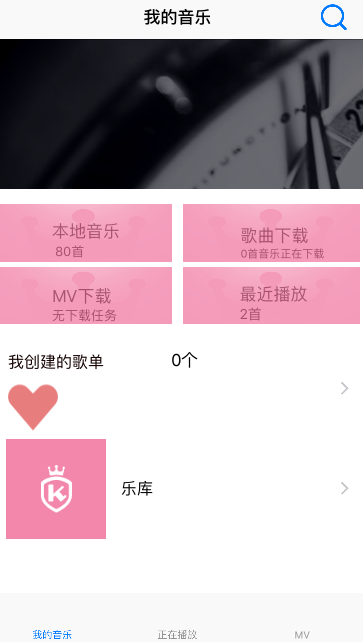 我的音乐
FUNCTION
本地音乐
80首
歌曲下载
0首音乐正在下载
MV下载
无下载任务
最近播放
2首
我创建的歌单
0个
K
乐库
我的音乐
正在播放
MV